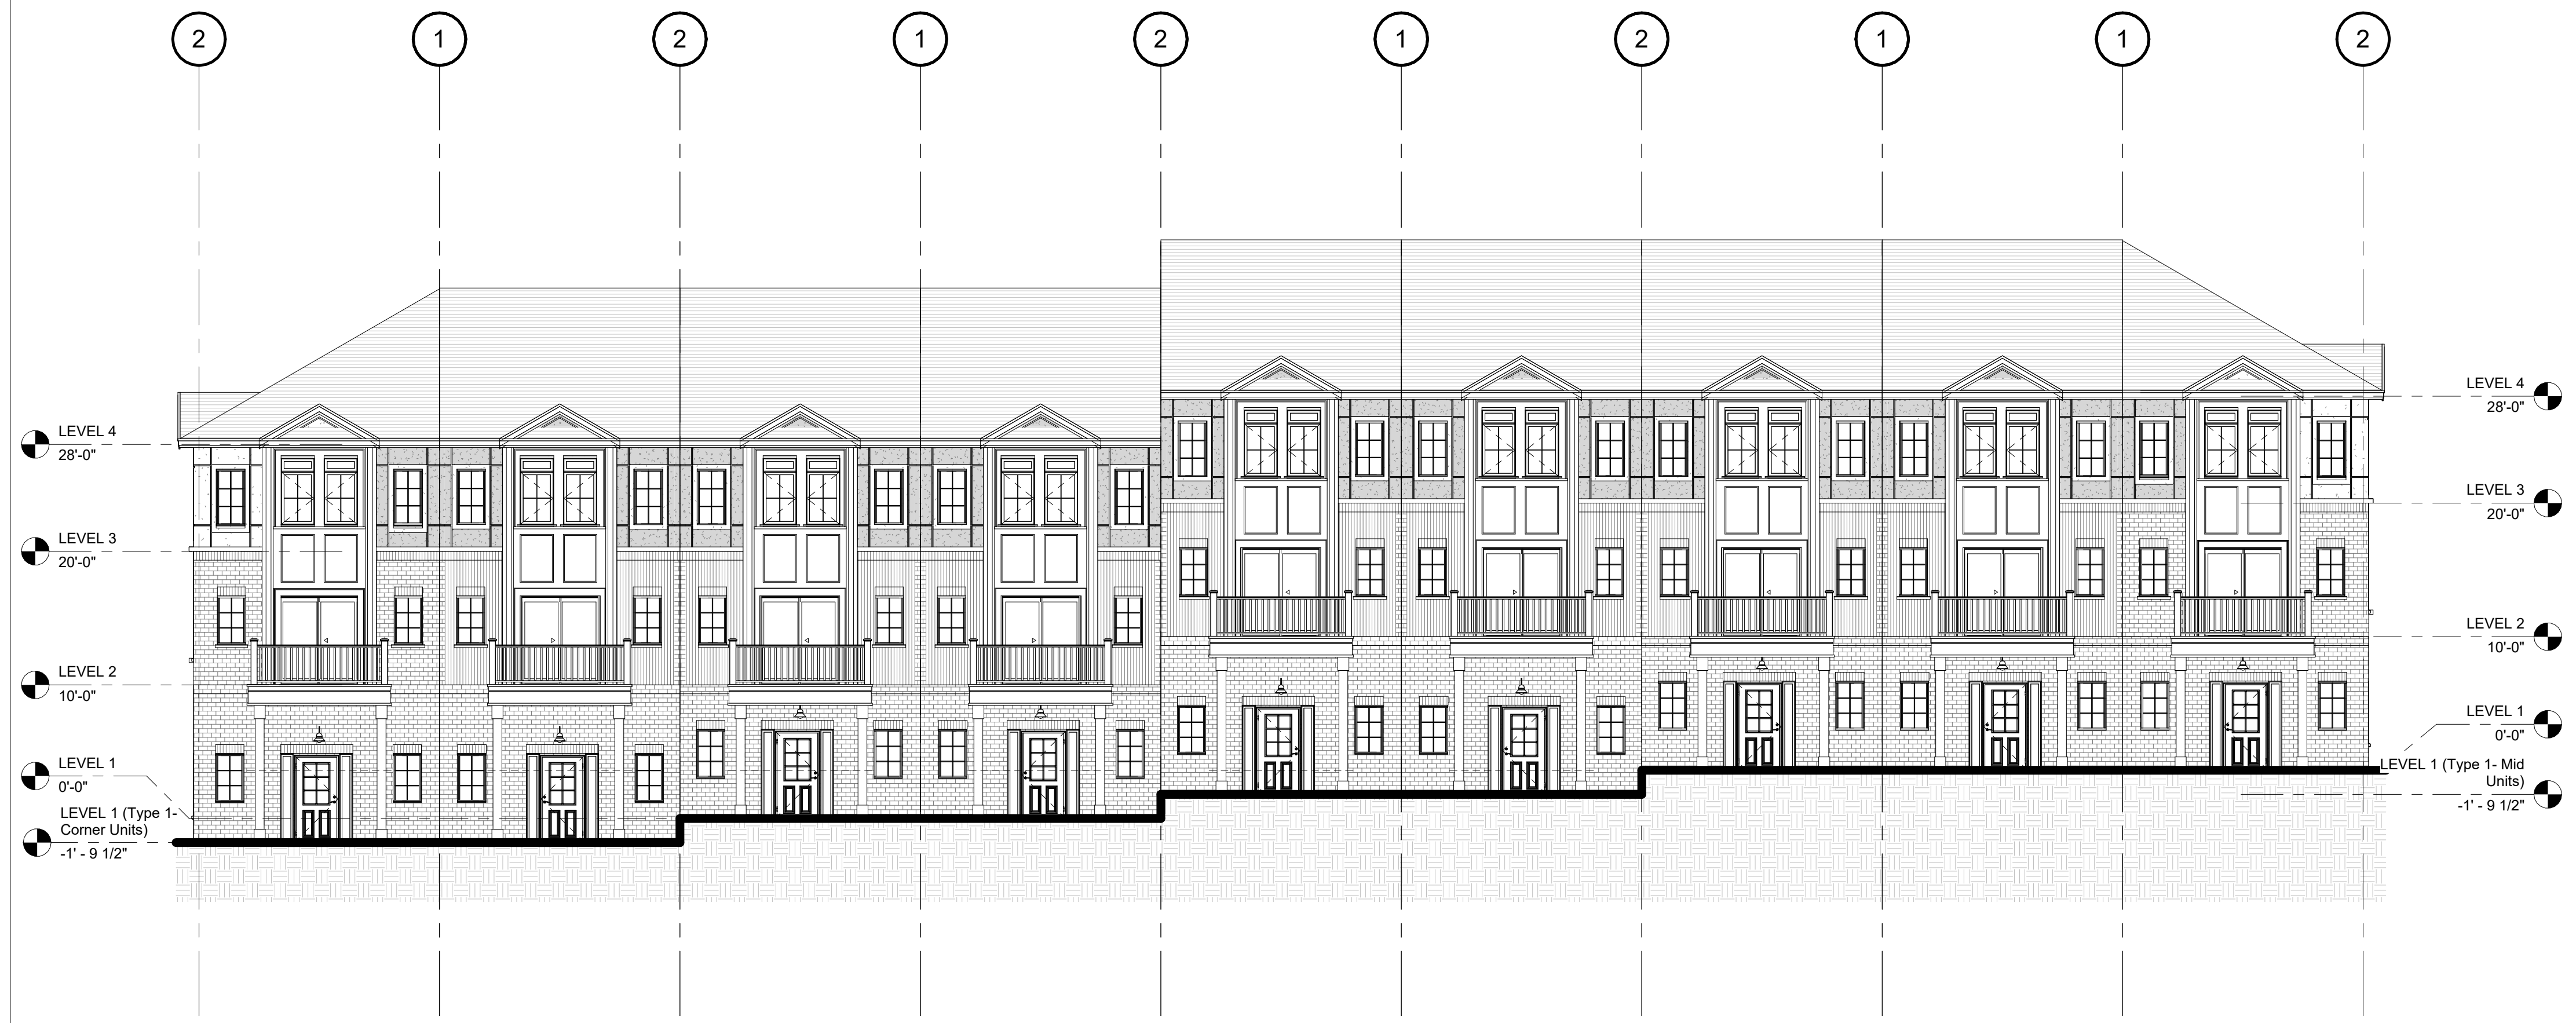 2 1 2 1 2 1 2 1 1 2
LEVEL 4
28'-0"
LEVEL 3
20'-0"
LEVEL 2
10'-0"
LEVEL 1
0'-0"
LEVEL 1 (Type 1-
Corner Units)
-1' - 9 1/2"
LEVEL 4
28'-0"
LEVEL 3
20'-0"
LEVEL 2
10'-0"
LEVEL 1
0'-0"
LEVEL 1 (Type 1- Mid
Units)
-1' - 9 1/2"